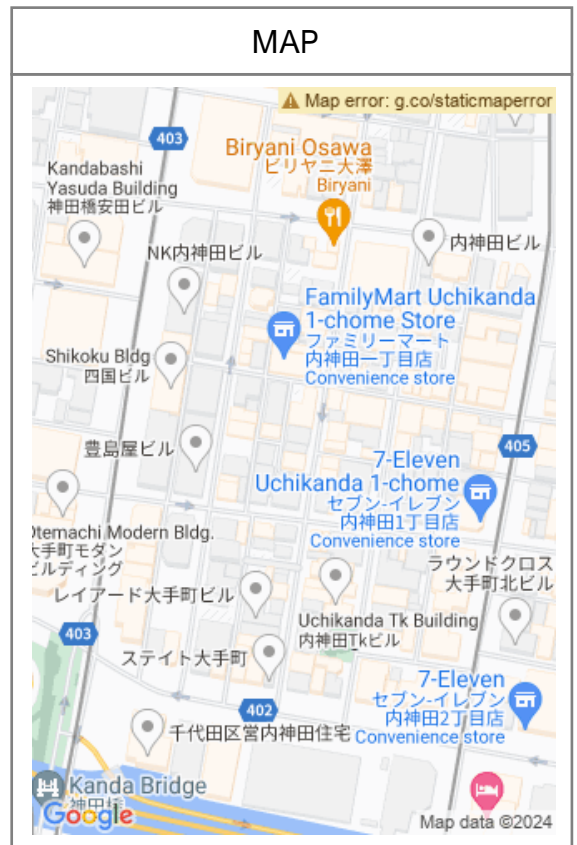 MAP
Map error: g.co/staticmaperror
403
Biryani Osawa
ビリヤニ大澤
Biryani
Kandabashi
Yasuda Building
神田橋安田ビル
内神田ビル
NK内神田ビル
FamilyMart Uchikanda
1-chome Store
ファミリーマート
内神田一丁目店
Convenience store
Shikoku Bldg
四国ビル
豊島屋ビル
405
7-Eleven
Uchikanda 1-chome
セブン-イレブン
内神田1丁目店
Convenience store
Otemachi Modern Bldg.
大手町モダン
ビルディング
ラウンドクロス
大手町北ビル
レイアード大手町ビル
Uchikanda Tk Building
内神田Tkビル
403
ステイト大手町
7-Eleven
セブン-イレブン
内神田2丁目店
Convenience store
402
千代田区営内神田住宅
Kanda Bridge
神田橋
Google
Map data ©2024